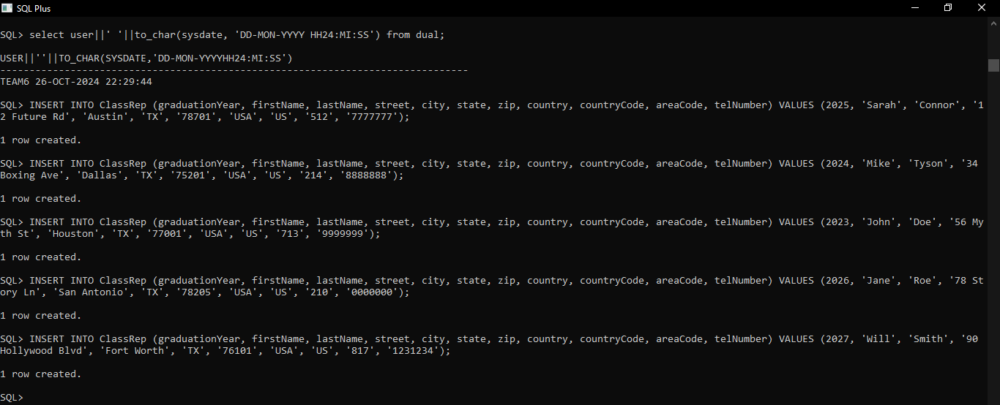 SQL Plus
SQL> select user||' '||to_char(sysdate, 'DD-MON-YYYY HH24:MI:SS') from dual;
USER||''||TO_CHAR(SYSDATE,'DD-MON-YYYYHH24:MI:SS')
--------------------------------------------------------------------------------
TEAM6 26-OCT-2024 22:29:44
SQL> INSERT INTO ClassRep (graduationYear, firstName, lastName, street, city, state, zip, country, countryCode, areaCode, telNumber) VALUES (2025, 'Sarah', 'Connor', '1
2 Future Rd', 'Austin', 'TX', '78701', 'USA', 'US', '512', '7777777');
1 row created.
SQL> INSERT INTO ClassRep (graduationYear, firstName, lastName, street, city, state, zip, country, countryCode, areaCode, telNumber) VALUES (2024, 'Mike', 'Tyson', '34
Boxing Ave', 'Dallas', 'TX', '75201', 'USA', 'US', '214', '8888888');
1 row created.
SQL> INSERT INTO ClassRep (graduationYear, firstName, lastName, street, city, state, zip, country, countryCode, areaCode, telNumber) VALUES (2023, 'John', 'Doe', '56 My
th St', 'Houston', 'TX', '77001', 'USA', 'US', '713', '9999999');
1 row created.
SQL> INSERT INTO ClassRep (graduationYear, firstName, lastName, street, city, state, zip, country, countryCode, areaCode, telNumber) VALUES (2026, 'Jane', 'Roe', '78 St
ory Ln', 'San Antonio', 'TX', '78205', 'USA', 'US', '210', '0000000');
1 row created.
SQL> INSERT INTO ClassRep (graduationYear, firstName, lastName, street, city, state, zip, country, countryCode, areaCode, telNumber) VALUES (2027, 'Will', 'Smith', '90
Hollywood Blvd', 'Fort Worth', 'TX', '76101', 'USA', 'US', '817', '1231234');
1 row created.
SQL>